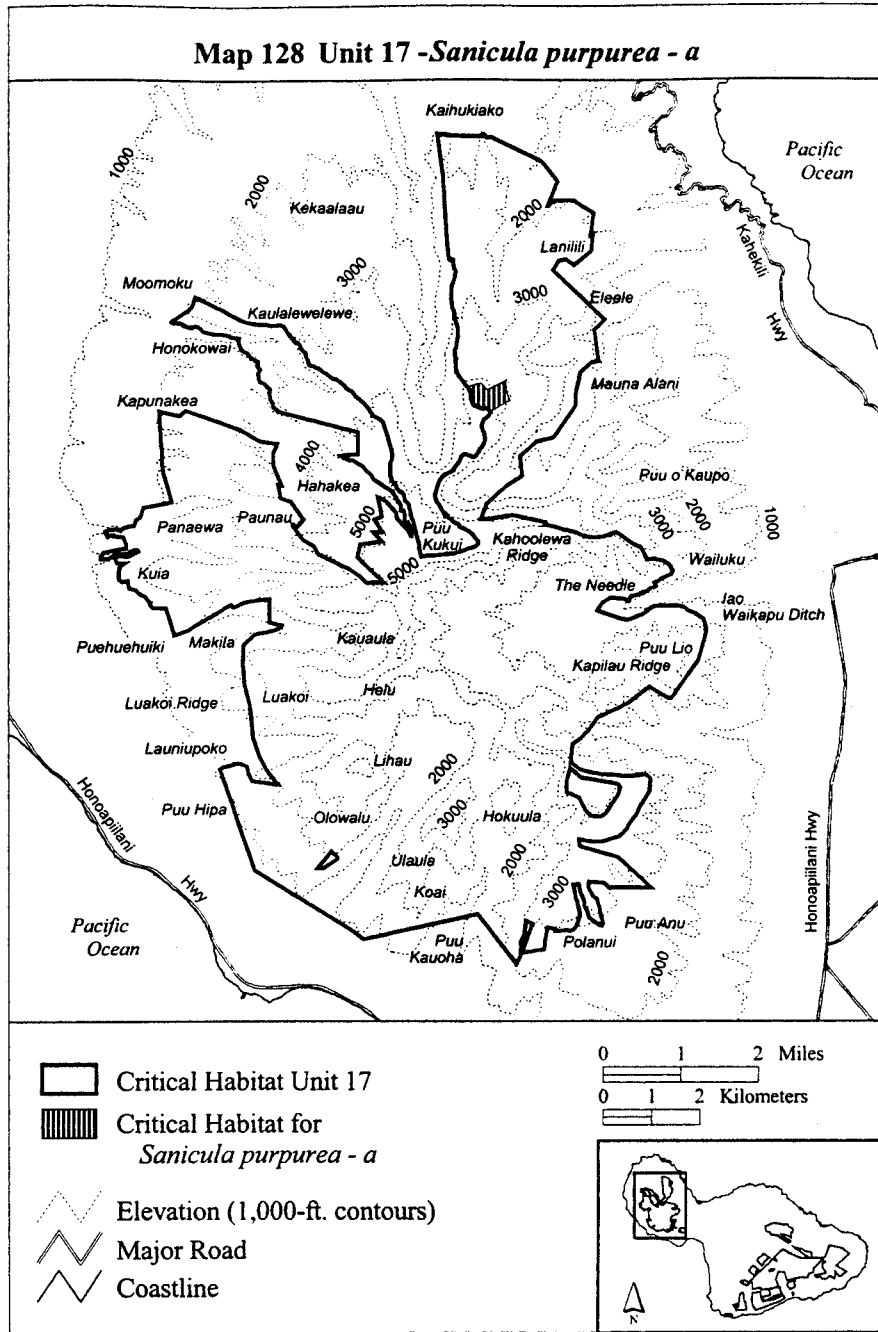 Map 128 Unit 17 -Sanicula purpurea - a
Kaihukiako
Pacific
Ocean
1000
2000
Kekaalaau
2000
Lanilili
Kahekili
Hwy
3000
Moomoku
Kaulalewelewe
3000
Eleele
Honokowai
Mauna Alani
Kapunakea
4000
Hahakea
Puu o Kaupo
Panaewa
Paunau
5000
Puu
Kukui
Kahoolewa
Ridge
3000
2000
1000
Wailuku
Kuia
5000
The Needle
Iao
Waikapu Ditch
Puehuehuiki
Makila
Kauaula
Puu Lio
Kapilau Ridge
Luakoi Ridge
Luakoi
Helu
Launiupoko
Lihau
2000
Puu Hipa
Olowalu
3000
Hokuula
Honoapiilani
Hwy
Ulaula
2000
Koai
3000
Honoapiilani Hwy
Pacific
Ocean
Puu
Kauoha
Polanui
Puu Anu
2000
Critical Habitat Unit 17
Critical Habitat for
Sanicula purpurea - a
Elevation (1,000-ft. contours)
Major Road
Coastline
0 1 2 Miles
0 1 2 Kilometers
N